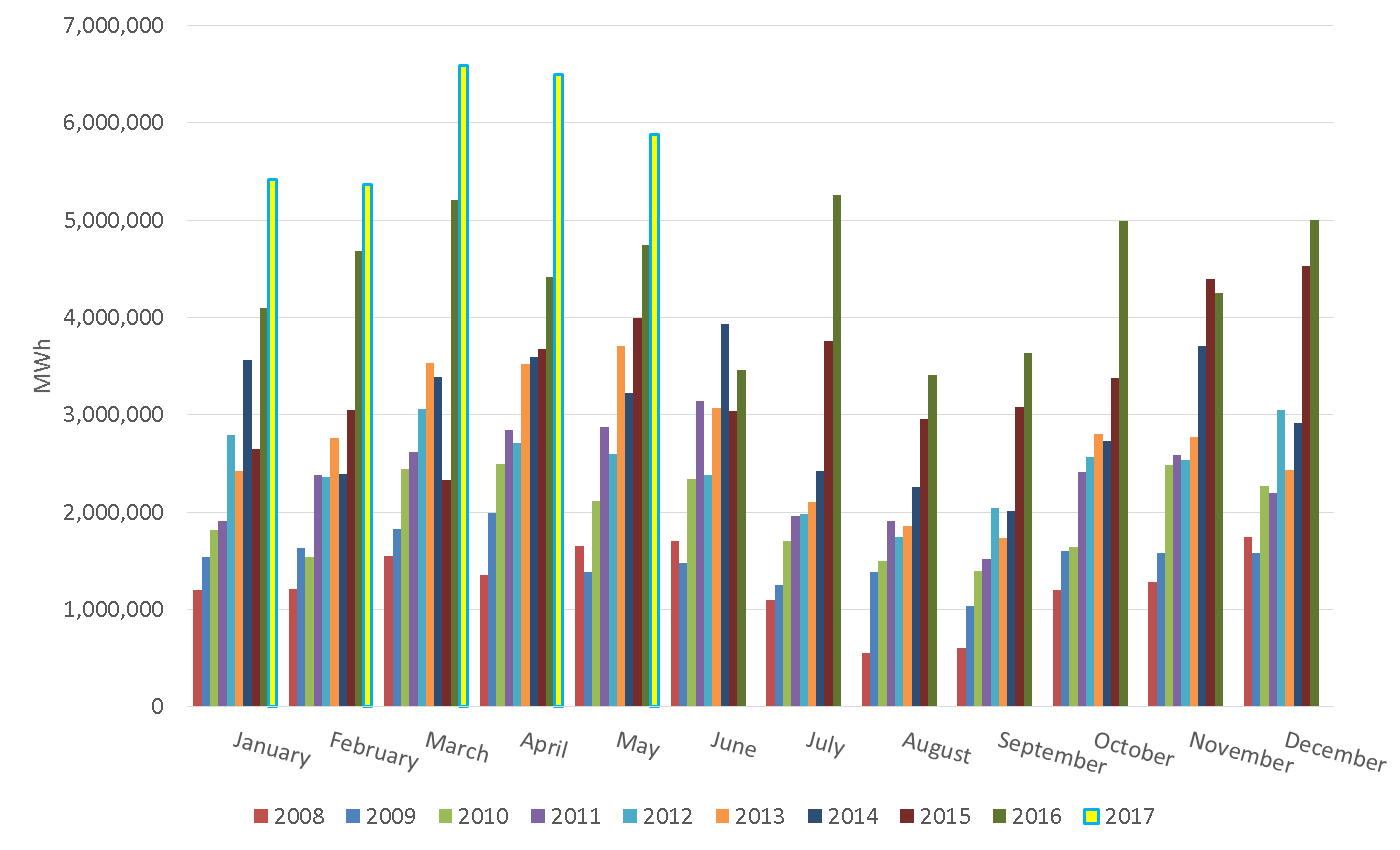 7,000,000
6,000,000
5,000,000
4,000,000
3,000,000
2,000,000
1,000,000
0
MWh
January February March April May June July August September October November December
2008 2009 2010 2011 2012 2013 2014 2015 2016 2017